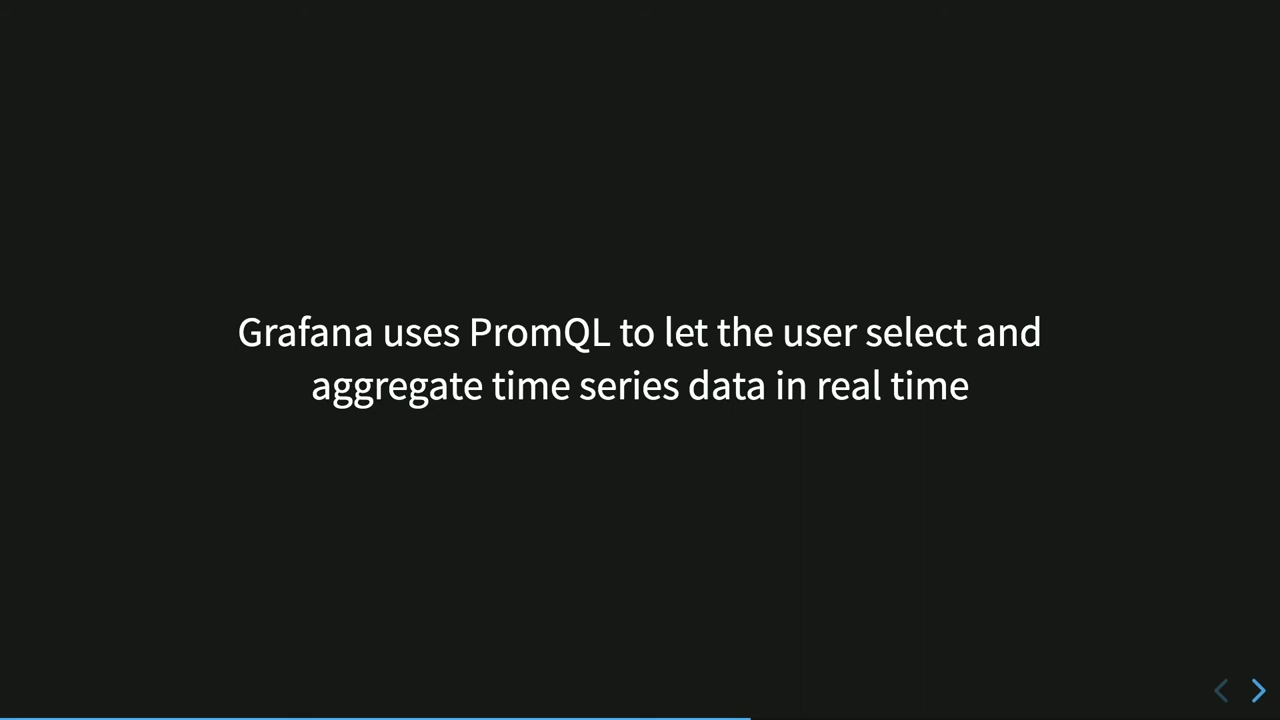 Grafana uses PromQL to let the user select and
aggregate time series data in real time